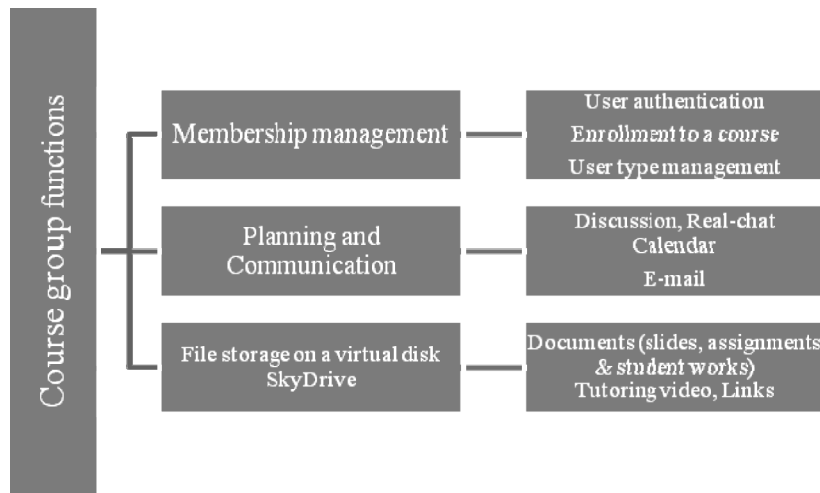 Course group functions
Membership management
User authentication
Enrollment to a course
User type management
Planning and
Communication
Discussion, Real-chat
Calendar
E-mail
File storage on a virtual disk
SkyDrive
Documents (slides, assignments
& student works)
Tutoring video, Links